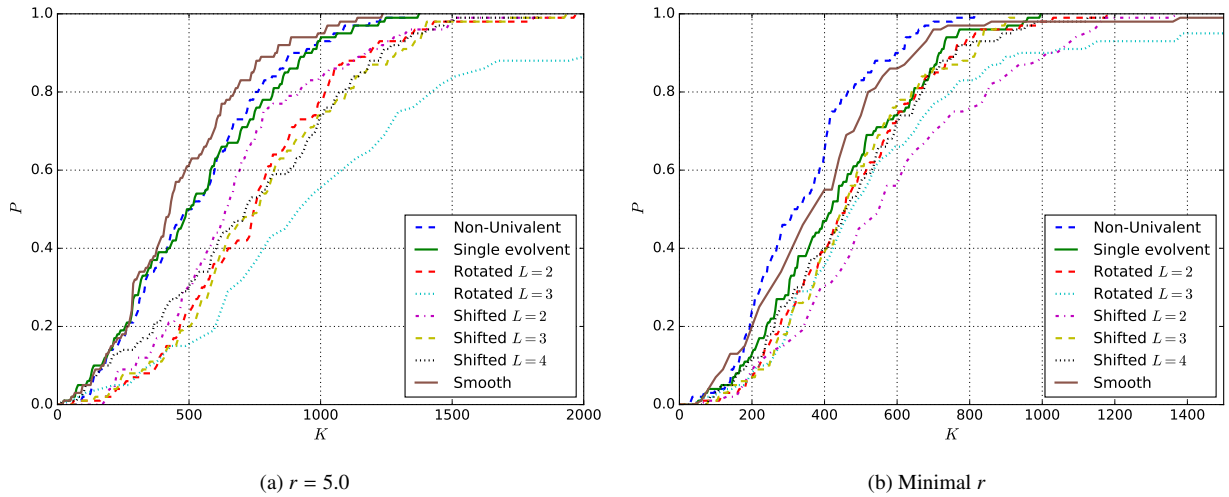 1.0
0.8
0.6
0.4
0.2
0.0
P
0 500 1000 1500 2000
K
Non-Univalent
Single evolvent
Rotated L = 2
Rotated L = 3
Shifted L = 2
Shifted L = 3
Shifted L = 4
Smooth
(a) r = 5.0
1.0
0.8
0.6
0.4
0.2
0.0
P
0 200 400 600 800 1000 1200 1400
K
Non-Univalent
Single evolvent
Rotated L = 2
Rotated L = 3
Shifted L = 2
Shifted L = 3
Shifted L = 4
Smooth
(b) Minimal r